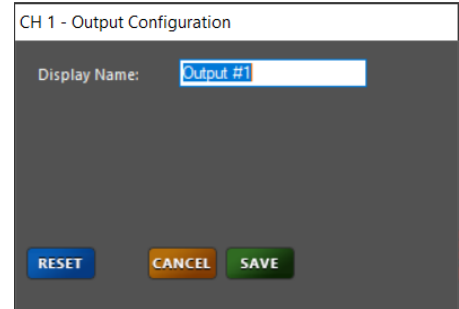 CH 1 - Output Configuration
Display Name: Output #1
RESET CANCEL SAVE